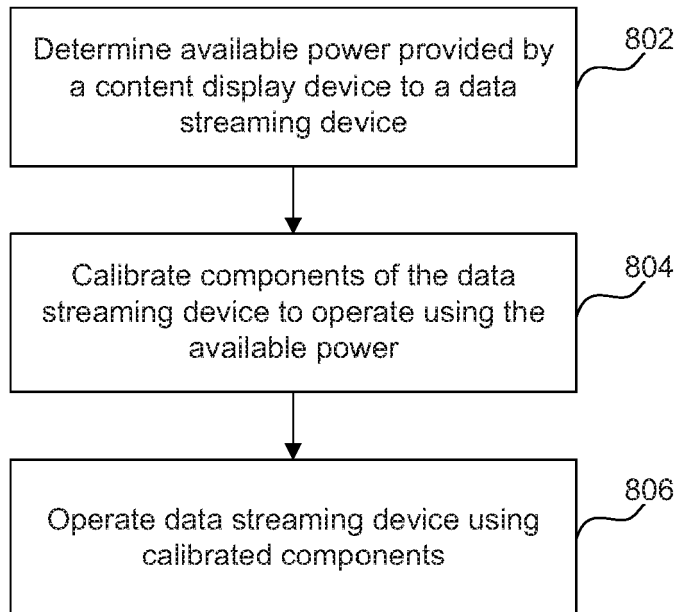 Determine available power provided by
a content display device to a data
streaming device
802
Calibrate components of the data
streaming device to operate using the
available power
804
Operate data streaming device using
calibrated components
806